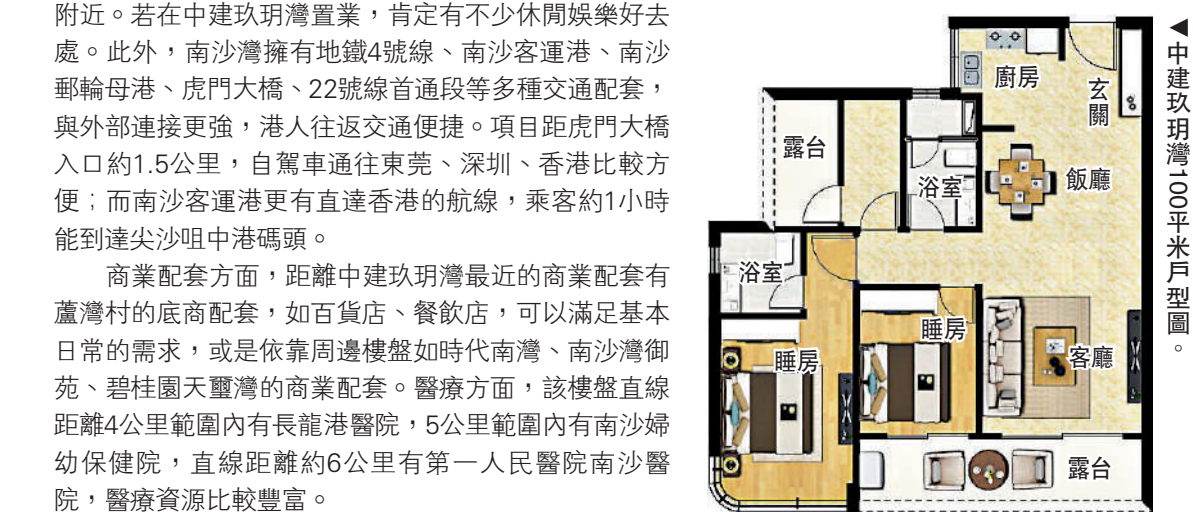 附近。若在中建玖玥灣置業，肯定有不少休閒娛樂好去
處。此外，南沙灣擁有地鐵4號線、南沙客運港、南沙
郵輪母港、虎門大橋、22號線首通段等多種交通配套，
與外部連接更強，港人往返交通便捷。項目距虎門大橋
入口約1.5公里，自駕車通往東莞、深圳、香港比較方
便；而南沙客運港更有直達香港的航線，乘客約1小時
能到達尖沙咀中港碼頭。
商業配套方面，距離中建玖玥灣最近的商業配套有
蘆灣村的底商配套，如百貨店、餐飲店，可以滿足基本
日常的需求，或是依靠周邊樓盤如時代南灣、南沙灣御
苑、碧桂園天璽灣的商業配套。醫療方面，該樓盤直線
距離4公里範圍內有長龍港醫院，5公里範圍內有南沙婦
幼保健院，直線距離約6公里有第一人民醫院南沙醫
院，醫療資源比較豐富。
廚房
玄關
露台
浴室
飯廳
浴室
睡房
睡房
客廳
露台
◀中建玖玥灣100平米戶型圖。